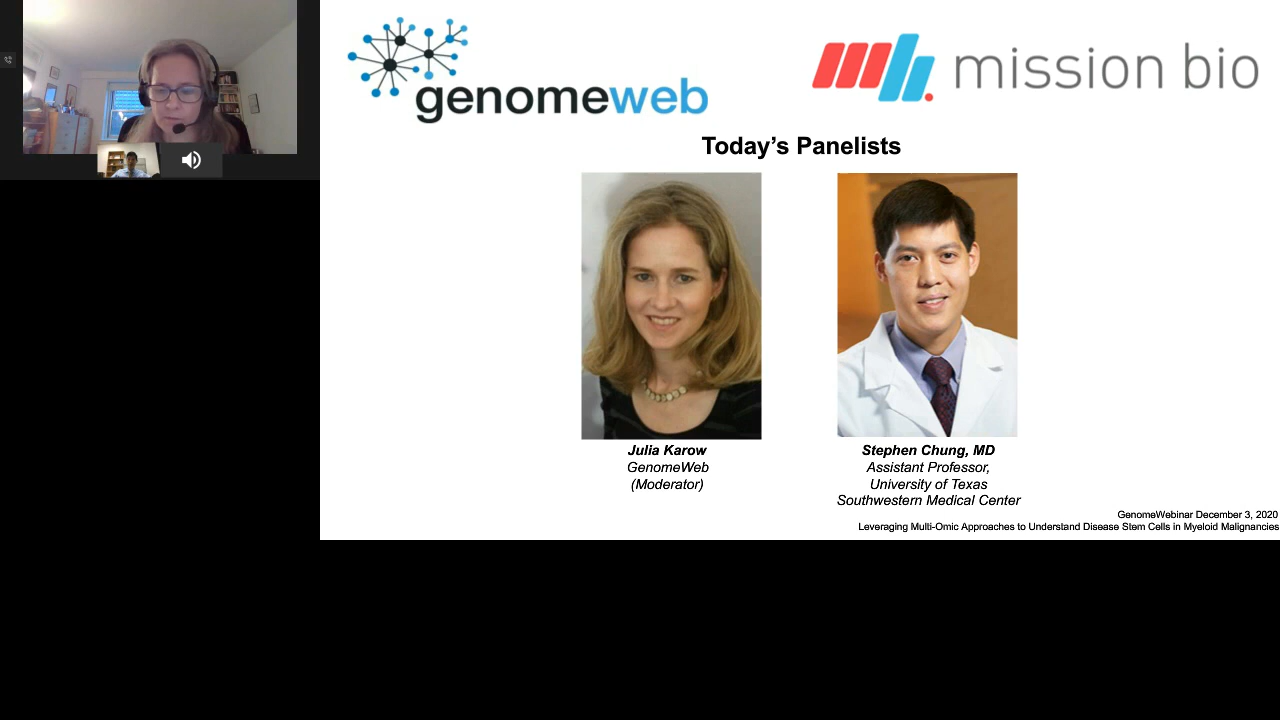 genomeweb
mission bio
Today's Panelists
Julia Karow
GenomeWeb
(Moderator)
Stephen Chung, MD
Assistant Professor,
University of Texas
Southwestern Medical Center
GenomeWebinar December 3, 2020
Leveraging Multi-Omic Approaches to Understand Disease Stem Cells in Myeloid Malignancies